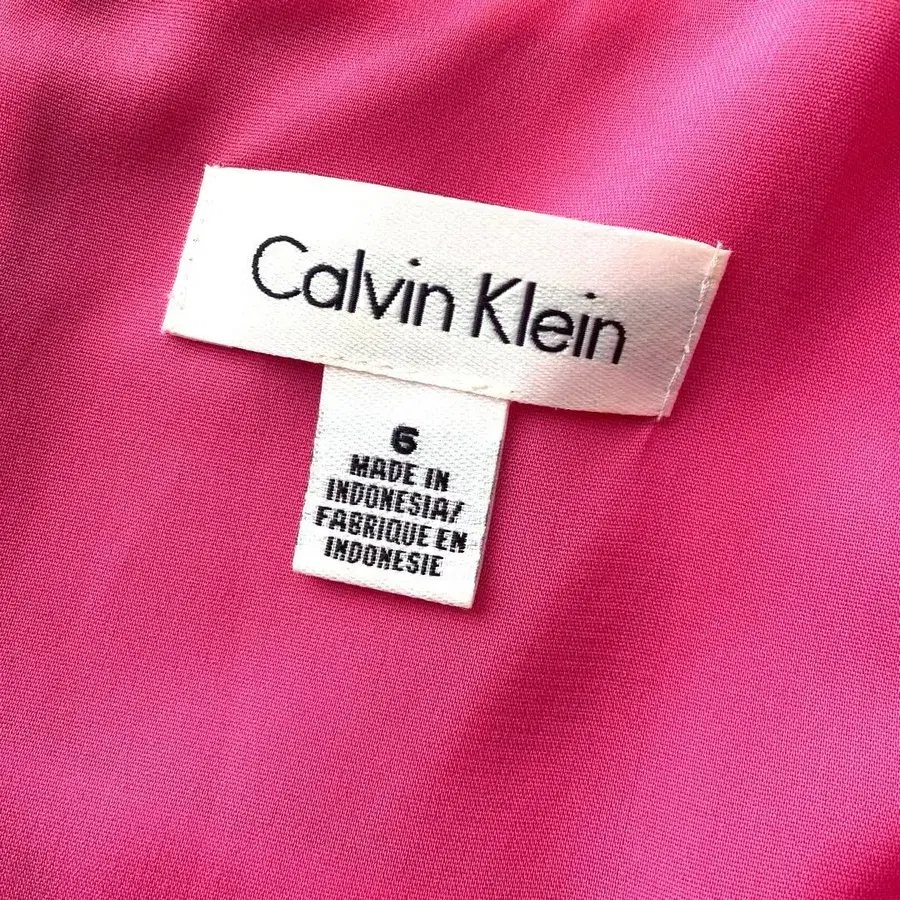 Calvin Klein
6
MADE IN
INDONESIA/
FABRIQUE EN
INDONESIE